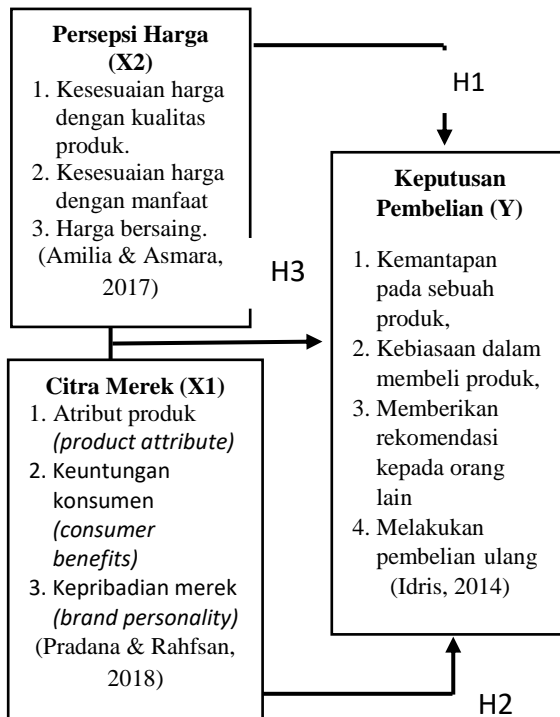 Persepsi Harga
(X2)
1. Kesesuaian harga
dengan kualitas
produk.
2. Kesesuaian harga
dengan manfaat
3. Harga bersaing.
(Amilia & Asmara,
2017)
H1
H3
Citra Merek (X1)
1. Atribut produk
(product attribute)
2. Keuntungan
konsumen
(consumer
benefits)
3. Kepribadian merek
(brand personality)
(Pradana & Rahfsan,
2018)
Keputusan
Pembelian (Y)
1. Kemantapan
pada sebuah
produk,
2. Kebiasaan dalam
membeli produk,
3. Memberikan
rekomendasi
kepada orang
lain
4. Melakukan
pembelian ulang
(Idris, 2014)
H2